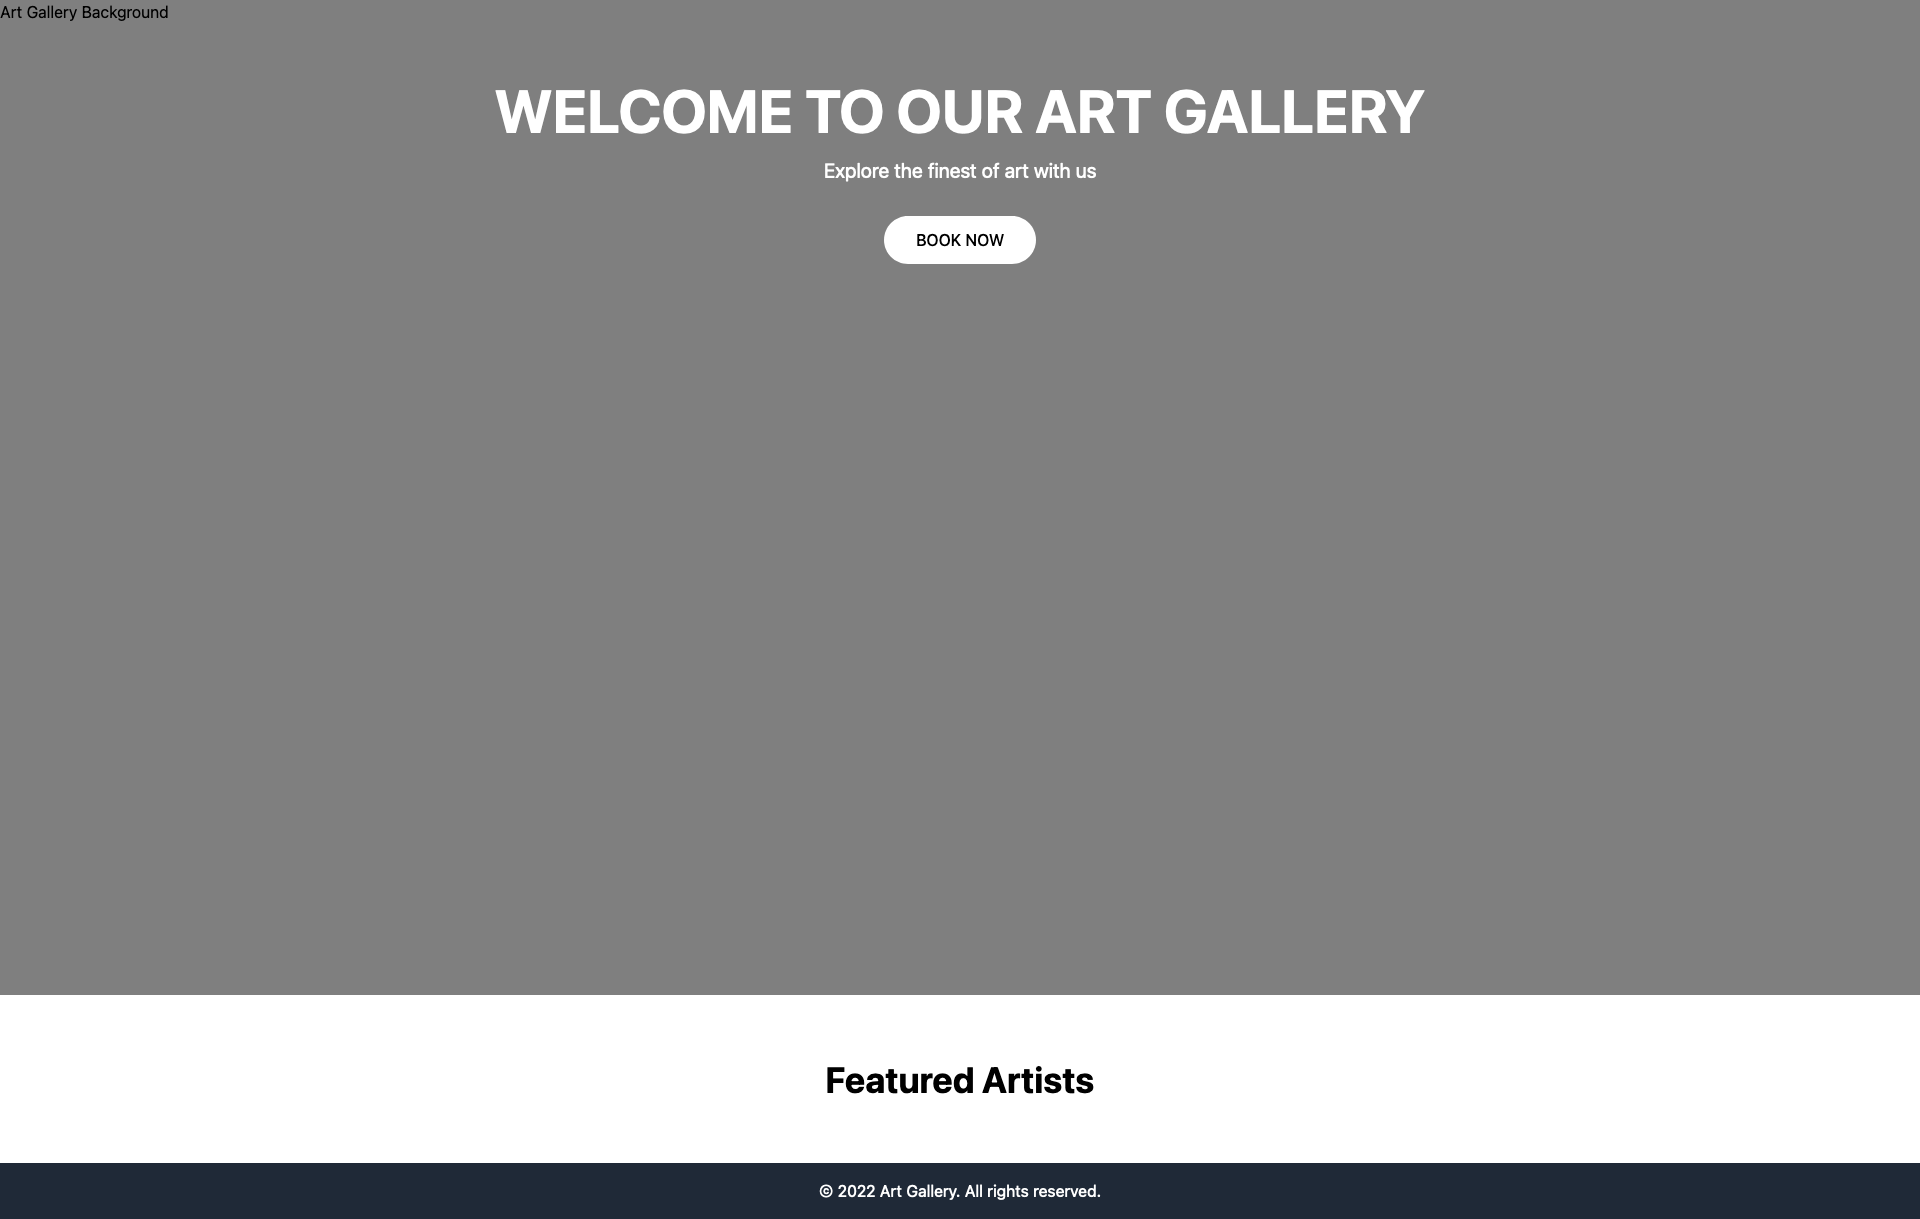 Art Gallery Background
WELCOME TO OUR ART GALLERY
Explore the finest of art with us
BOOK NOW
Featured Artists
© 2022 Art Gallery. All rights reserved.